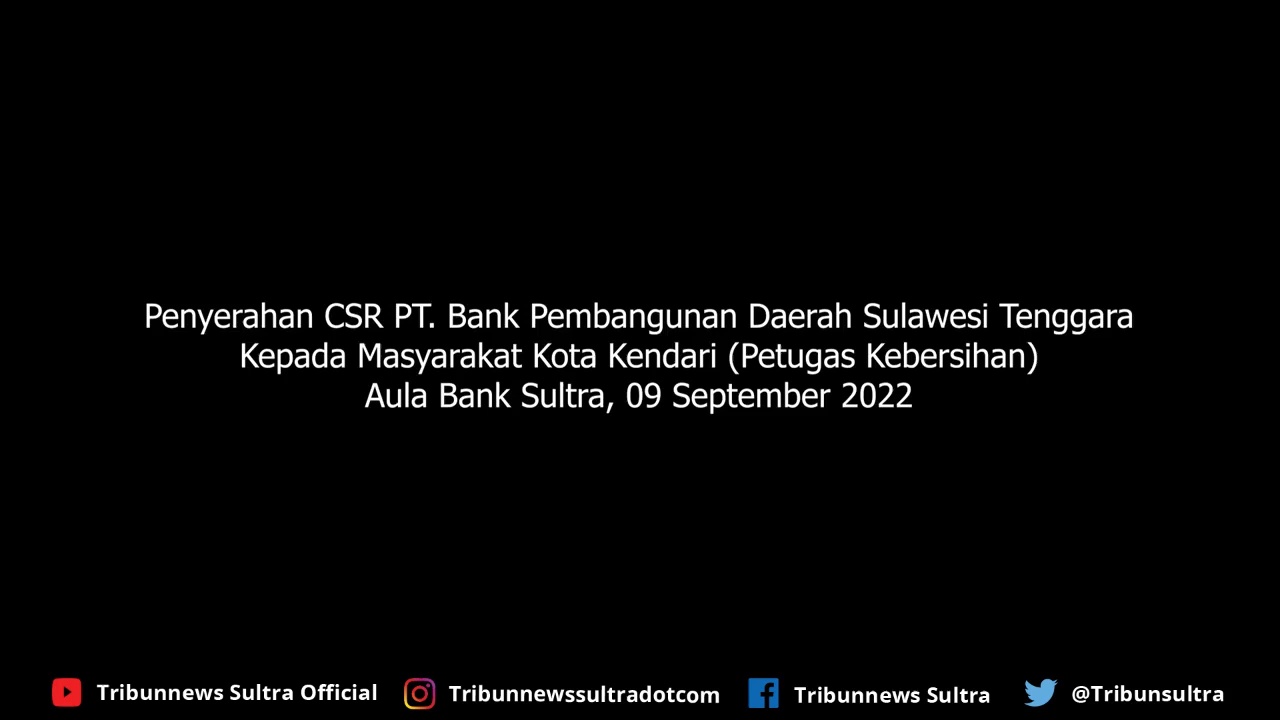 Penyerahan CSR PT. Bank Pembangunan Daerah Sulawesi Tenggara
Kepada Masyarakat Kota Kendari (Petugas Kebersihan)
Aula Bank Sultra, 09 September 2022
Tribunnews Sultra Official Tribunnewssultradotcom Tribunnews Sultra @Tribunsultra